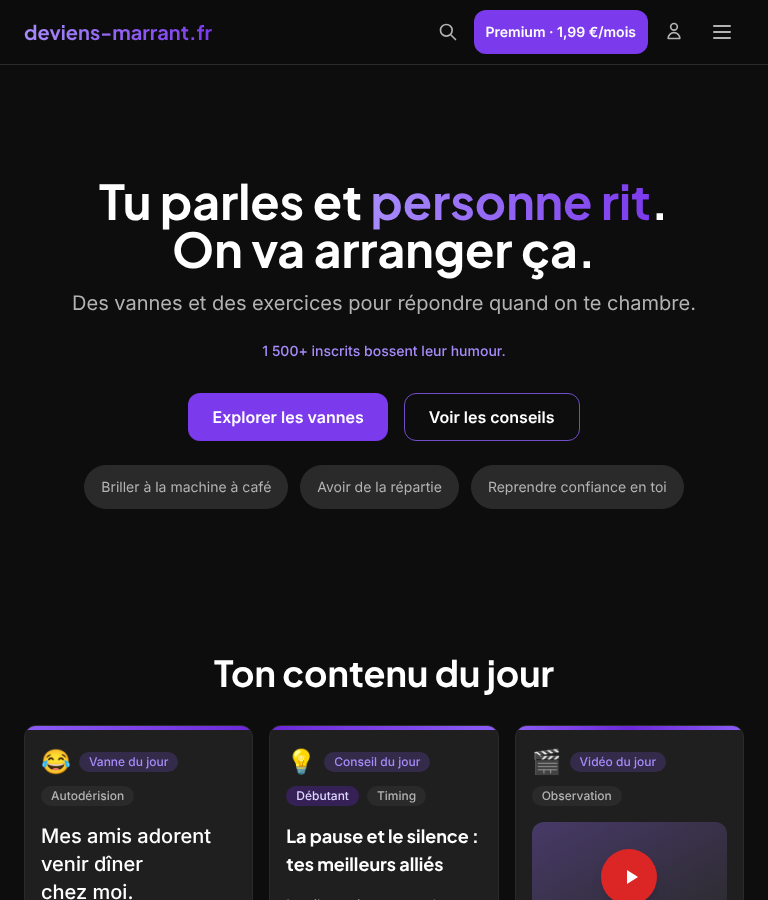 deviens-marrant.fr
Premium · 1,99 €/mois
Tu parles et personne rit.
On va arranger ça.
Des vannes et des exercices pour répondre quand on te chambre.
1 500+ inscrits bossent leur humour.
Explorer les vannes
Voir les conseils
Briller à la machine à café
Avoir de la répartie
Reprendre confiance en toi
Ton contenu du jour
Vanne du jour
Autodérision
Mes amis adorent
venir dîner
chez moi.
Conseil du jour
Débutant
Timing
La pause et le silence :
tes meilleurs alliés
Vidéo du jour
Observation